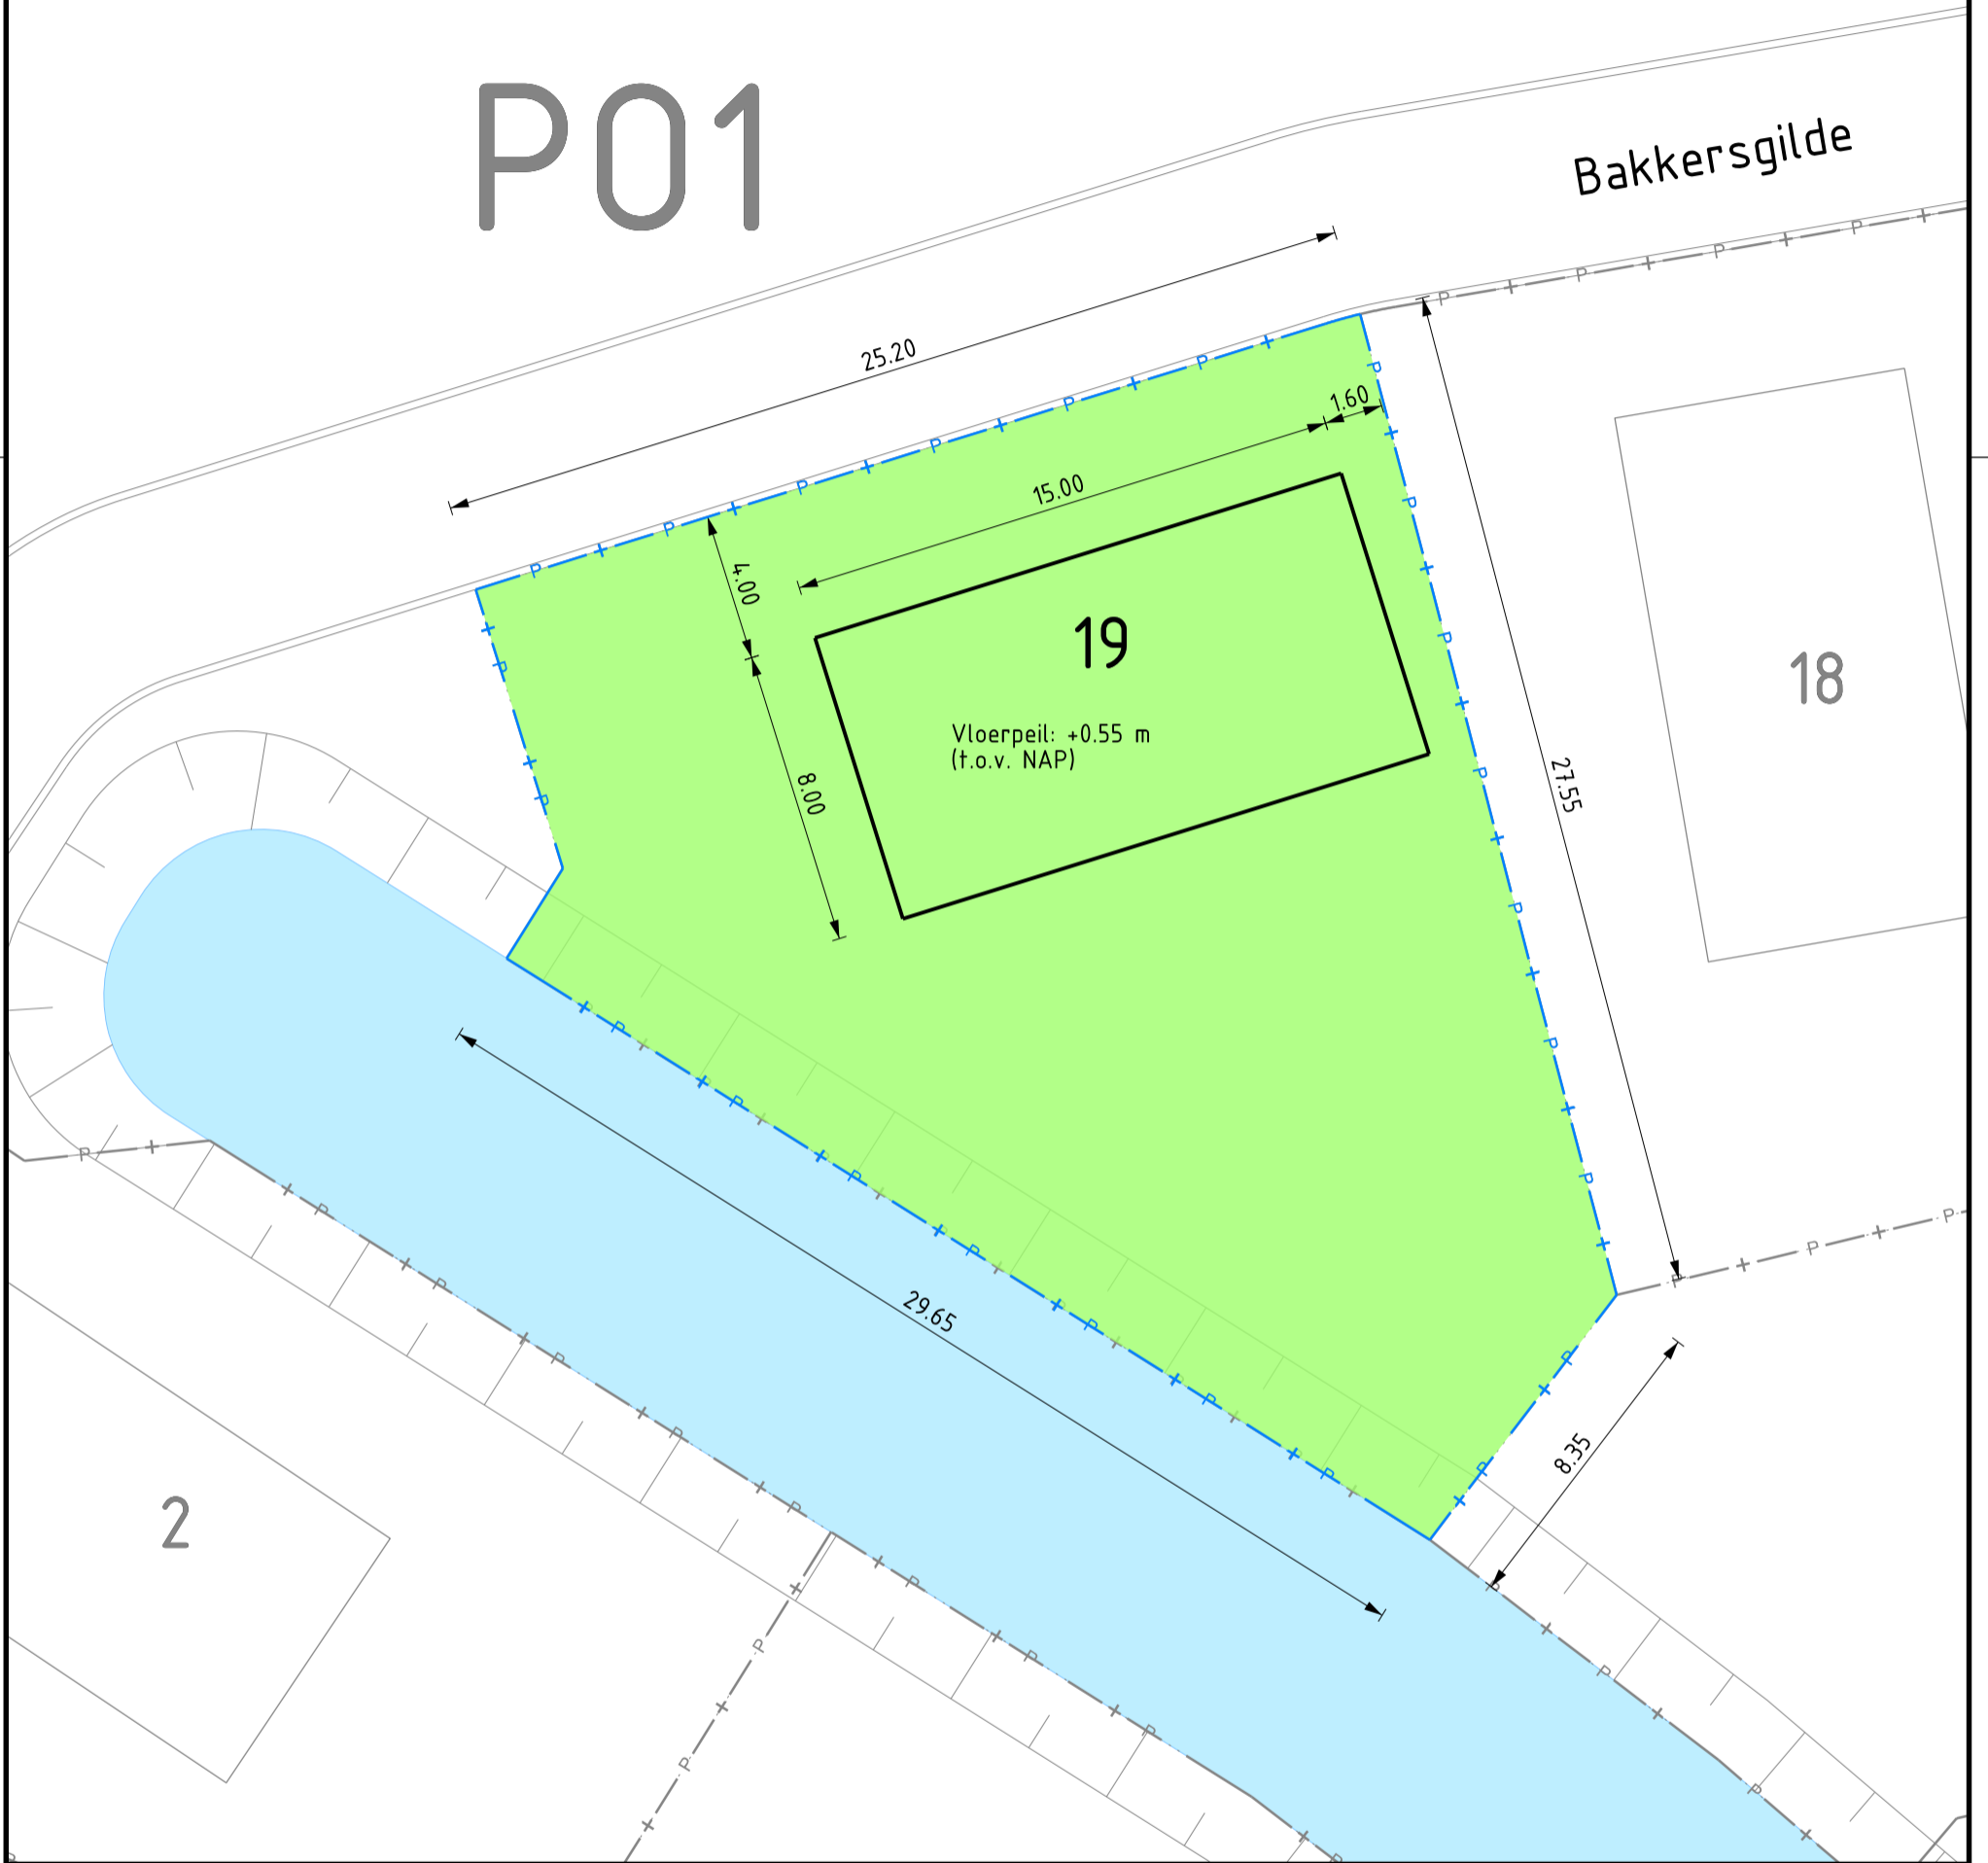 P01
Bakkersgilde
25.20
1.60
15.00
4.00
19
18
Vloerpeil: +0.55 m
(t.o.v. NAP)
8.00
27.55
29.65
8.35
2